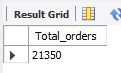 Result Grid
Total_orders
21350